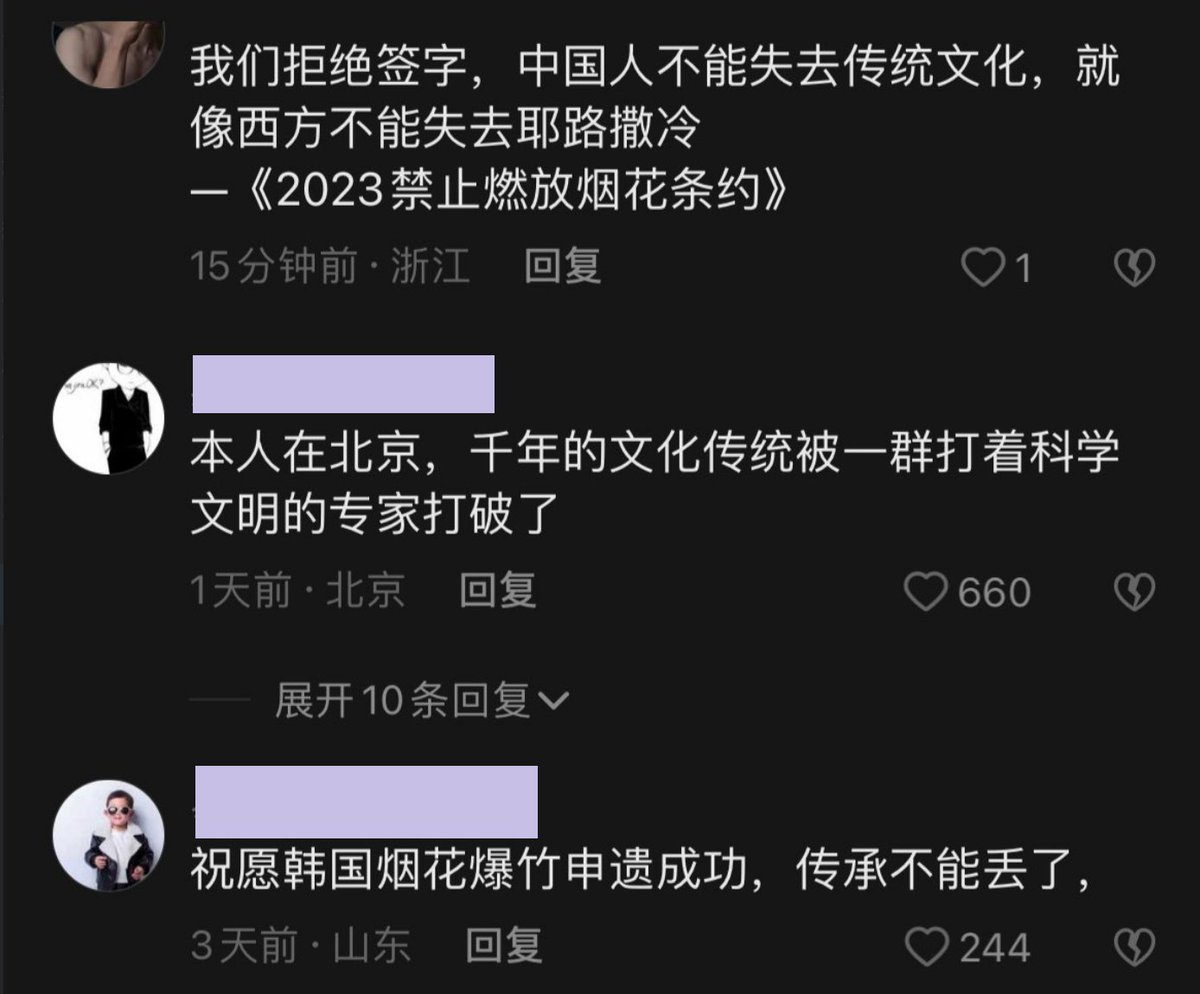 我们拒绝签字，中国人不能失去传统文化，就
像西方不能失去耶路撒冷
—《2023禁止燃放烟花条约》
15分钟前·浙江 回复 1
本人在北京，千年的文化传统被一群打着科学
文明的专家打破了
1天前·北京 回复 660
展开10条回复
祝愿韩国烟花爆竹申遗成功，传承不能丢了，
3天前·山东 回复 244